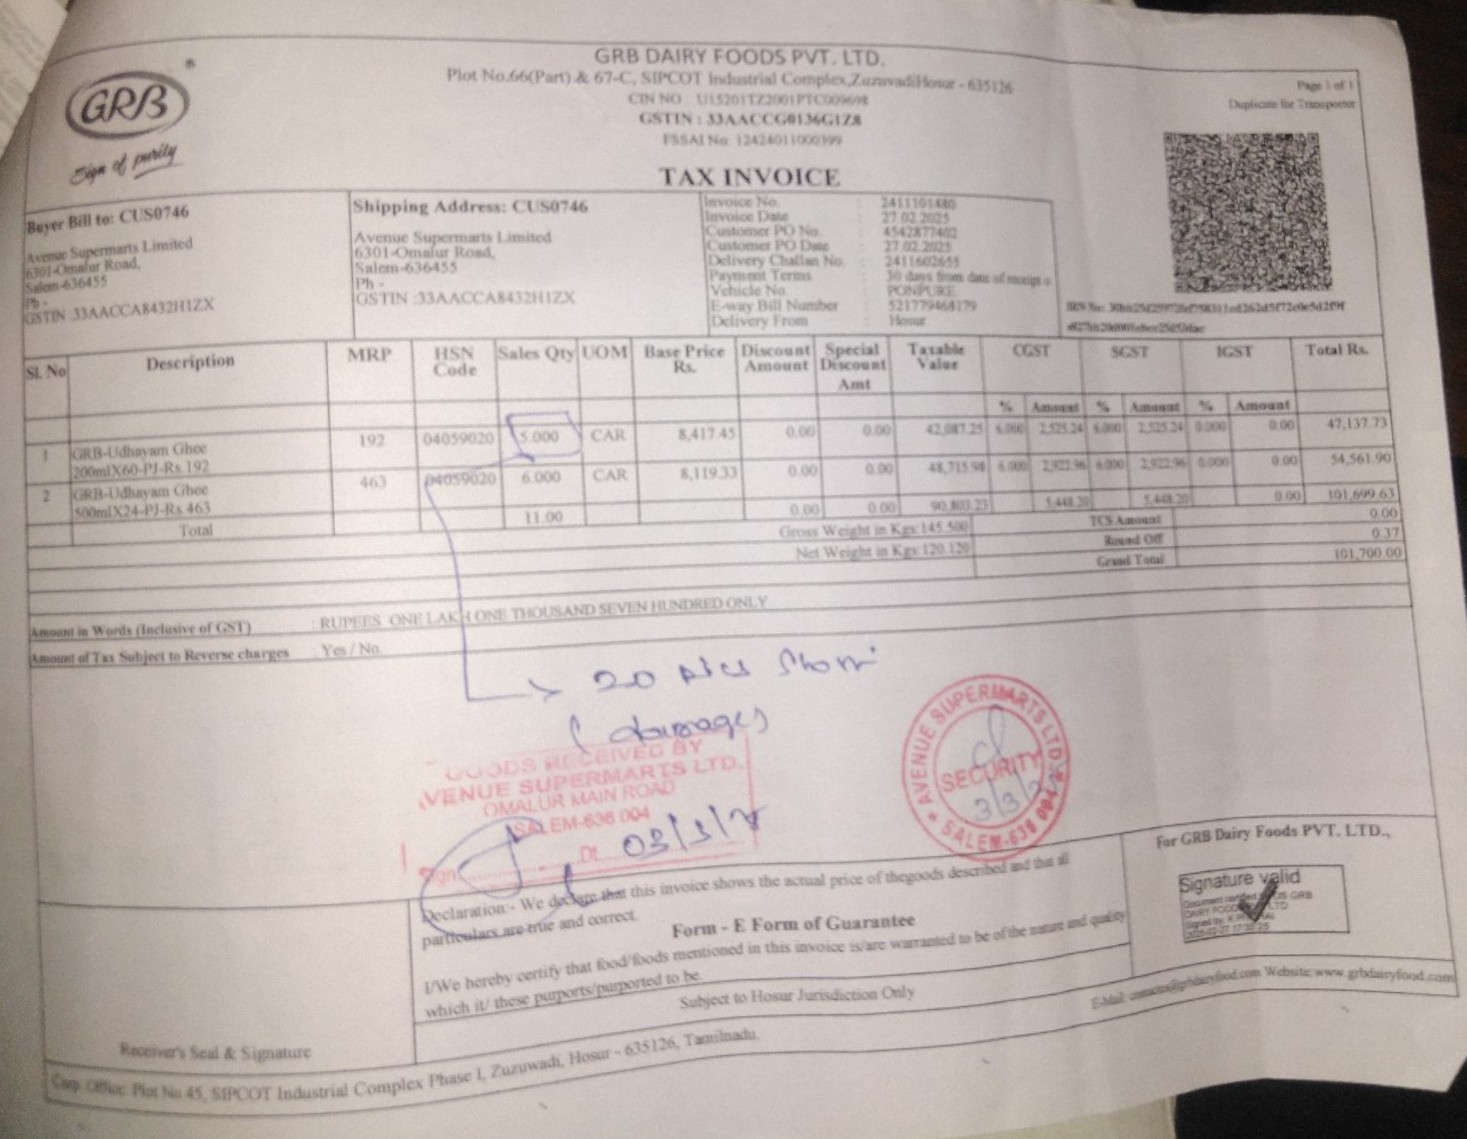 GRB
Sign of purity
GRB DAIRY FOODS PVT. LTD.
Plot No.66(Part) & 67-C, SIPCOT Industrial Complex,ZuzuvadiHosur - 635126
CIN NO : U15201TZ2001PTC009698
GSTIN : 33AACCG0136G1Z8
FSSAI No: 12424011000399
Page 1 of 1
Duplicate for Transporter
TAX INVOICE
Buyer Bill to: CUS0746
Avenue Supermarts Limited
6301-Omalur Road,
Salem-636455
Ph -
GSTIN :33AACCA8432H1ZX
Shipping Address: CUS0746
Avenue Supermarts Limited
6301-Omalur Road,
Salem-636455
Ph -
GSTIN :33AACCA8432H1ZX
Invoice No. : 2411101480
Invoice Date : 27.02.2025
Customer PO No. : 4542877402
Customer PO Date : 27.02.2025
Delivery Challan No. : 2411602655
Payment Terms : 30 days from date of receipt o
Vehicle No. : PONPURE
E-way Bill Number : 521779468179
Delivery From : Hosur
Sl. No Description MRP HSN Code Sales Qty UOM Base Price Rs. Discount Amount Special Discount Amt Taxable Value CGST SGST IGST Total Rs.
% Amount % Amount % Amount
1 GRB-Udhayam Ghee 200mlX60-PJ-Rs.192 192 04059020 5.000 CAR 8,417.45 0.00 0.00 42,087.25 6.000 2,525.24 6.000 2,525.24 0.000 0.00 47,137.73
2 GRB-Udhayam Ghee 500mlX24-PJ-Rs.463 463 04059020 6.000 CAR 8,119.33 0.00 0.00 48,715.98 6.000 2,922.96 6.000 2,922.96 0.000 0.00 54,561.90
Total 11.00 0.00 0.00 90,803.23 5,448.20 5,448.20 0.00 101,699.63
Gross Weight in Kgs:145.500 TCS Amount 0.00
Net Weight in Kgs:120.120 Round Off 0.37
Grand Total 101,700.00
Amount in Words (Inclusive of GST) : RUPEES ONE LAKH ONE THOUSAND SEVEN HUNDRED ONLY
Amount of Tax Subject to Reverse charges : Yes / No.
20 pics Short
( damage)
GOODS RECEIVED BY
AVENUE SUPERMARTS LTD.
OMALUR MAIN ROAD
SALEM-636 004
Sign. Dt. 03/3/
AVENUE SUPERMARTS LTD.
SECURITY
3/3/
SALEM-636 004
Declaration:- We declare that this invoice shows the actual price of thegoods described and that all
particulars are true and correct.
Form - E Form of Guarantee
I/We hereby certify that food/foods mentioned in this invoice is/are warranted to be of the nature and quality
which it/ these purports/purported to be.
Subject to Hosur Jurisdiction Only
For GRB Dairy Foods PVT. LTD.,
Signature valid
Receiver's Seal & Signature
Website:www.grbdairyfood.com
Corp. Office: Plot No 45, SIPCOT Industrial Complex Phase I, Zuzuwadi, Hosur - 635126, Tamilnadu.